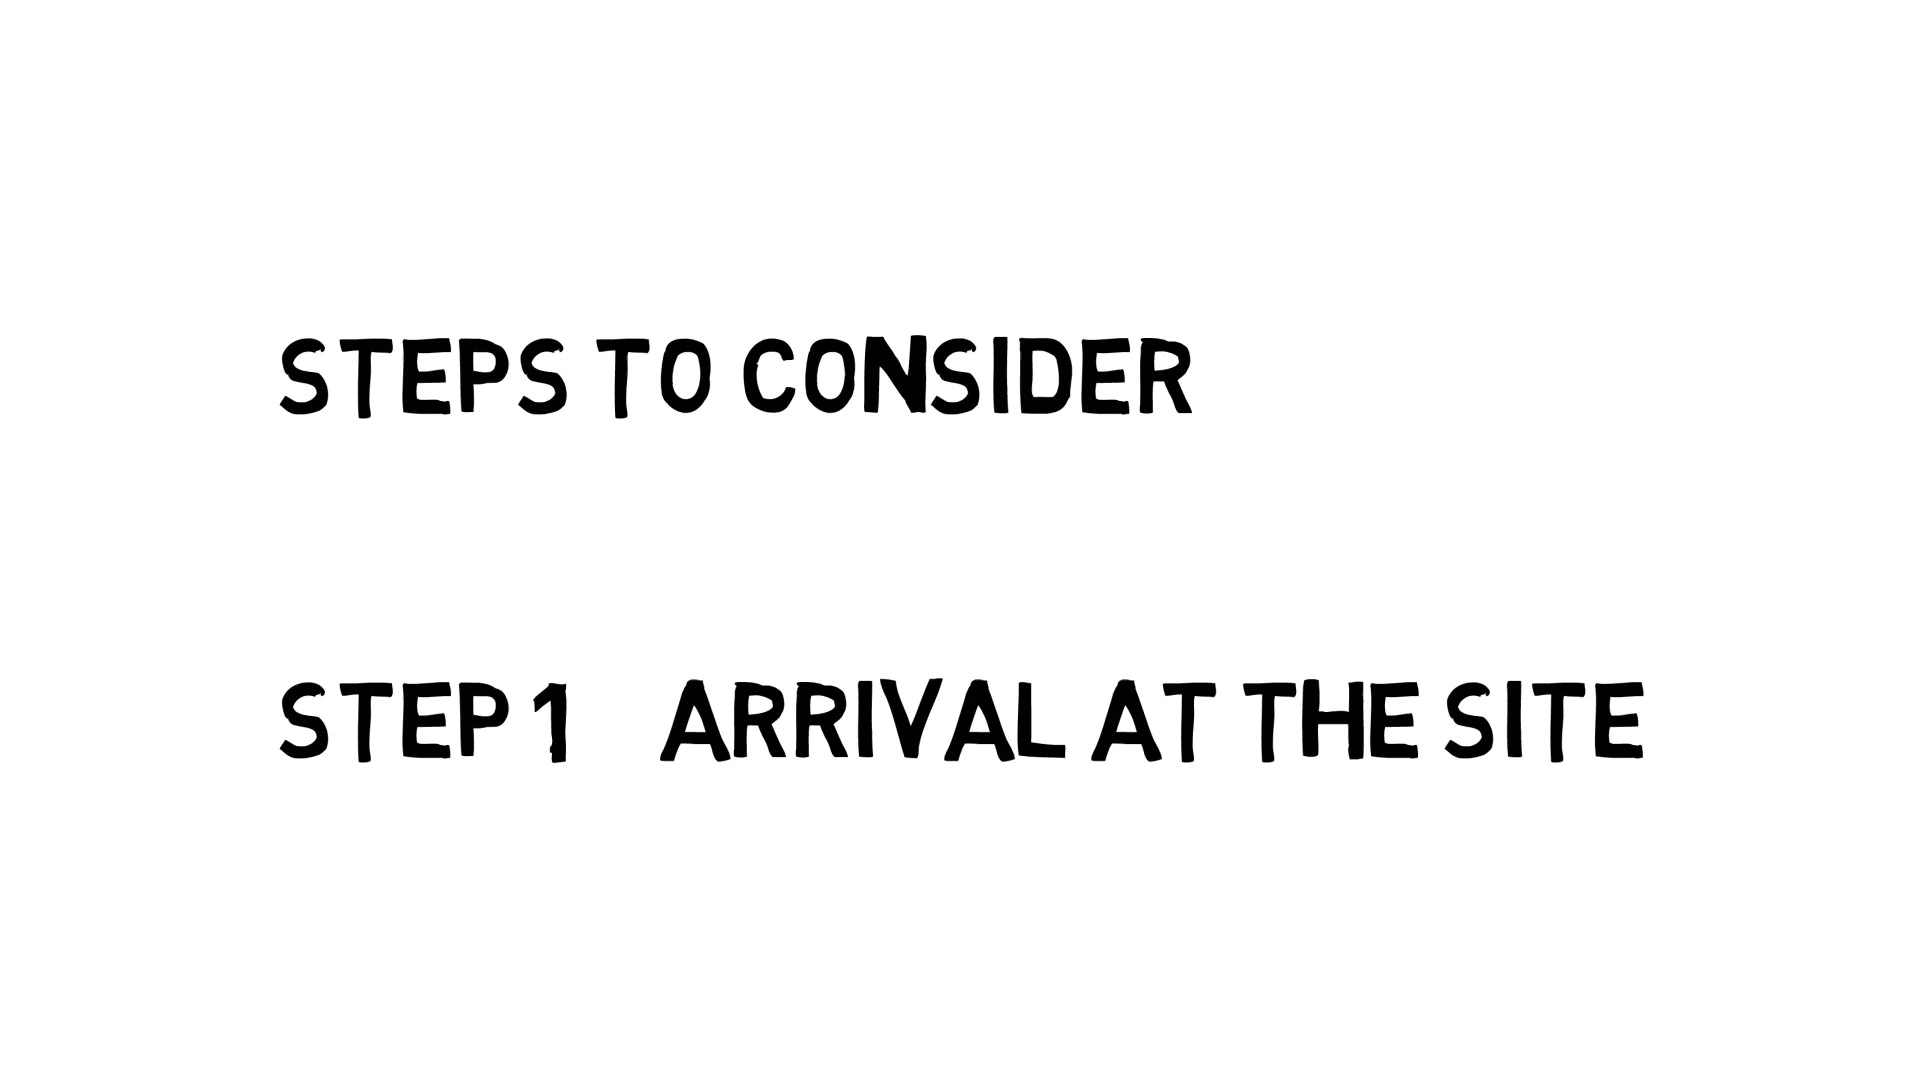 STEPS TO CONSIDER
STEP 1 ARRIVAL AT THE SITE